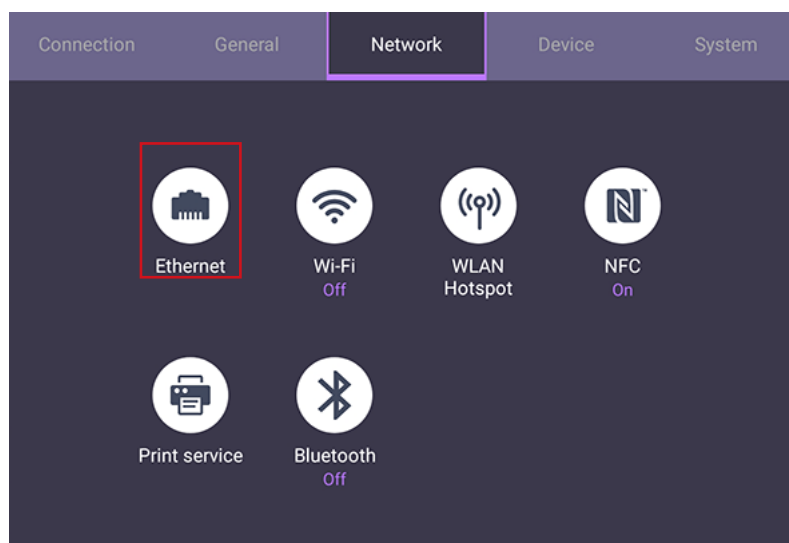 Connection General Network Device System
Ethernet Wi-Fi WLAN NFC
Off Hotspot On
Print service Bluetooth
Off